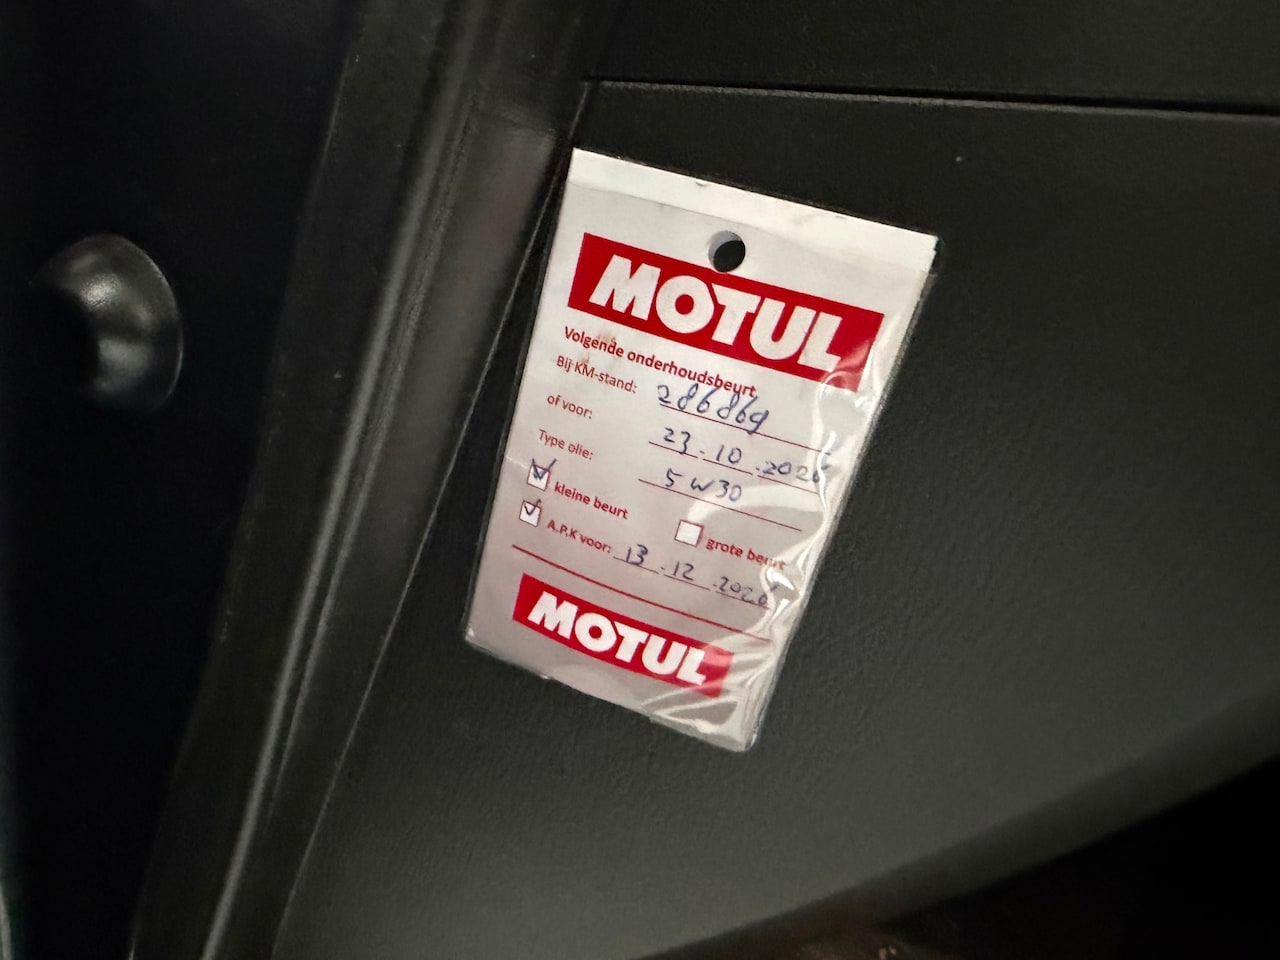 MOTUL
Volgende onderhoudsbeurt
Bij KM-stand: 286869
of voor: 23.10.2026
Type olie: 5W30
kleine beurt grote beurt
A.P.K voor: 13.12.2026
MOTUL